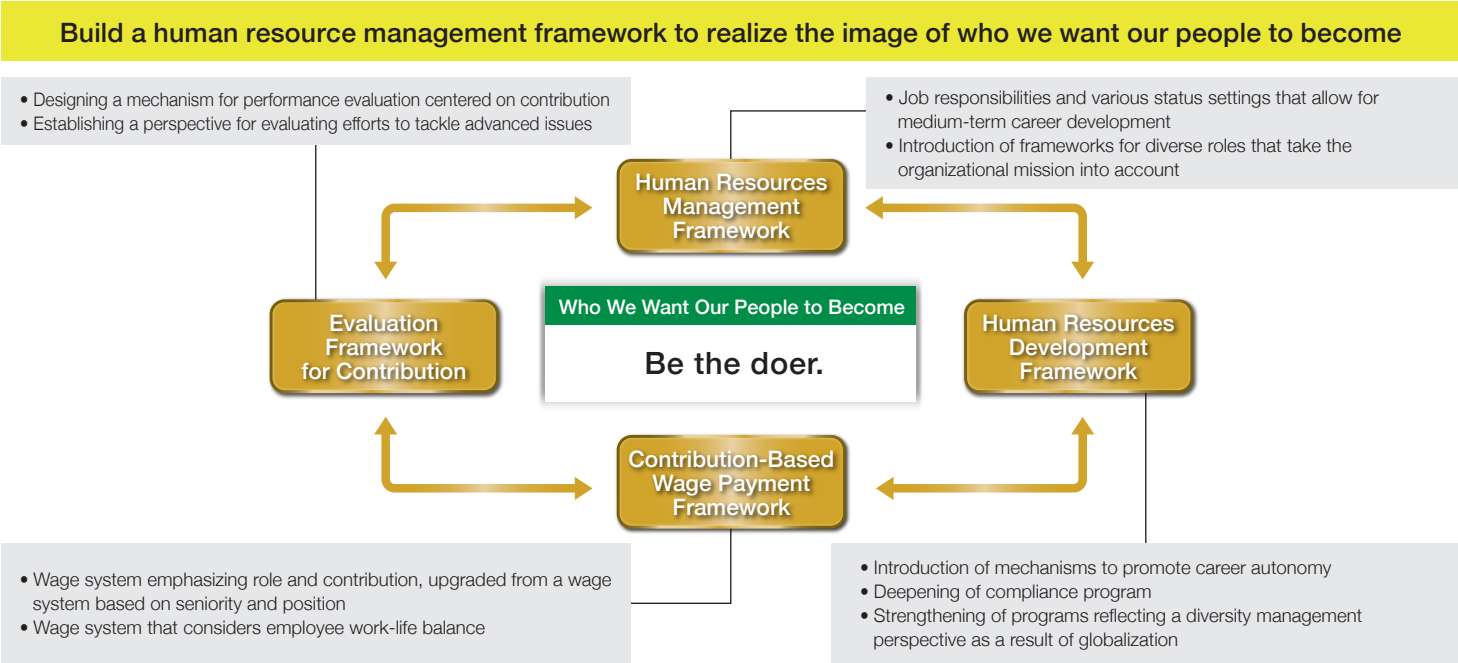 Build a human resource management framework to realize the image of who we want our people to become
• Designing a mechanism for performance evaluation centered on contribution
• Establishing a perspective for evaluating efforts to tackle advanced issues
• Job responsibilities and various status settings that allow for
medium-term career development
• Introduction of frameworks for diverse roles that take the
organizational mission into account
Human Resources
Management
Framework
Evaluation
Framework
for Contribution
Who We Want Our People to Become
Be the doer.
Human Resources
Development
Framework
Contribution-Based
Wage Payment
Framework
• Wage system emphasizing role and contribution, upgraded from a wage
system based on seniority and position
• Wage system that considers employee work-life balance
• Introduction of mechanisms to promote career autonomy
• Deepening of compliance program
• Strengthening of programs reflecting a diversity management
perspective as a result of globalization